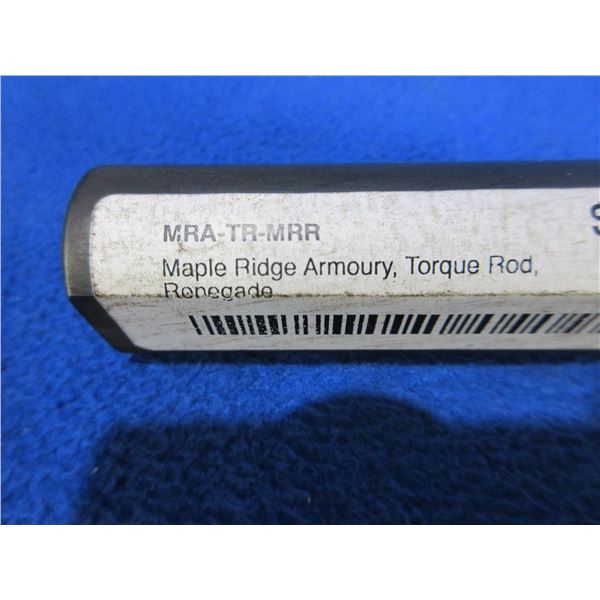 MRA-TR-MRR
Maple Ridge Armoury, Torque Rod,
Renegade